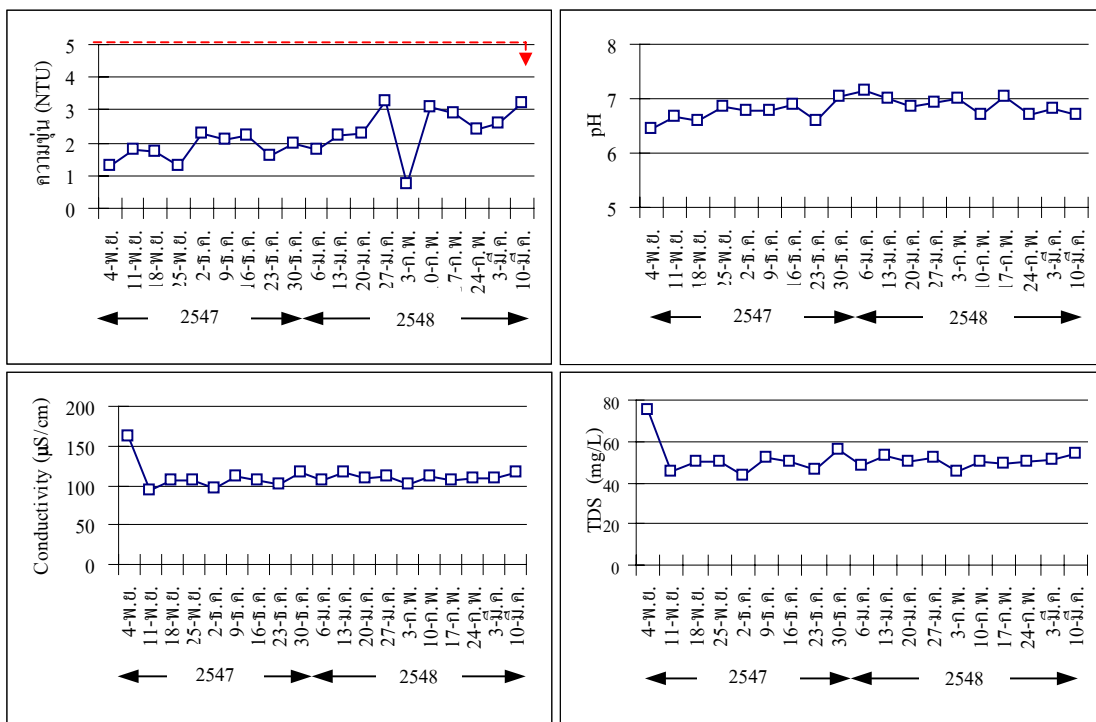 ความขุ่น (NTU)
5
4
3
2
1
0
4-พ.ย.
11-พ.ย.
18-พ.ย.
25-พ.ย.
2-ธ.ค.
9-ธ.ค.
16-ธ.ค.
23-ธ.ค.
30-ธ.ค.
6-ม.ค.
13-ม.ค.
20-ม.ค.
27-ม.ค.
3-ก.พ.
10-ก.พ.
17-ก.พ.
24-ก.พ.
3-มี.ค.
10-มี.ค.
2547
2548
pH
8
7
6
5
4-พ.ย.
11-พ.ย.
18-พ.ย.
25-พ.ย.
2-ธ.ค.
9-ธ.ค.
16-ธ.ค.
23-ธ.ค.
30-ธ.ค.
6-ม.ค.
13-ม.ค.
20-ม.ค.
27-ม.ค.
3-ก.พ.
10-ก.พ.
17-ก.พ.
24-ก.พ.
3-มี.ค.
10-มี.ค.
2547
2548
Conductivity (µS/cm)
200
150
100
50
0
4-พ.ย.
11-พ.ย.
18-พ.ย.
25-พ.ย.
2-ธ.ค.
9-ธ.ค.
16-ธ.ค.
23-ธ.ค.
30-ธ.ค.
6-ม.ค.
13-ม.ค.
20-ม.ค.
27-ม.ค.
3-ก.พ.
10-ก.พ.
17-ก.พ.
24-ก.พ.
3-มี.ค.
10-มี.ค.
2547
2548
TDS (mg/L)
80
60
40
20
0
4-พ.ย.
11-พ.ย.
18-พ.ย.
25-พ.ย.
2-ธ.ค.
9-ธ.ค.
16-ธ.ค.
23-ธ.ค.
30-ธ.ค.
6-ม.ค.
13-ม.ค.
20-ม.ค.
27-ม.ค.
3-ก.พ.
10-ก.พ.
17-ก.พ.
24-ก.พ.
3-มี.ค.
10-มี.ค.
2547
2548